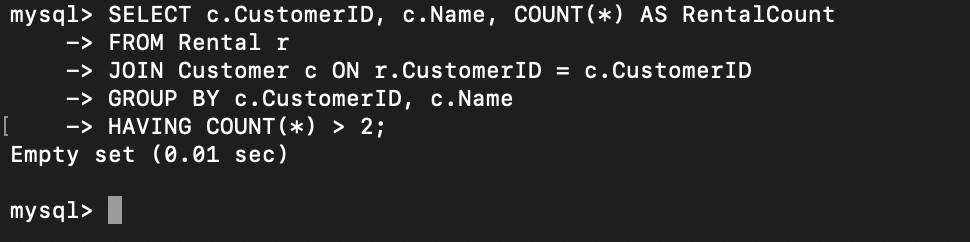 mysql> SELECT c.CustomerID, c.Name, COUNT(*) AS RentalCount
    -> FROM Rental r
    -> JOIN Customer c ON r.CustomerID = c.CustomerID
    -> GROUP BY c.CustomerID, c.Name
[    -> HAVING COUNT(*) > 2;
Empty set (0.01 sec)

mysql>